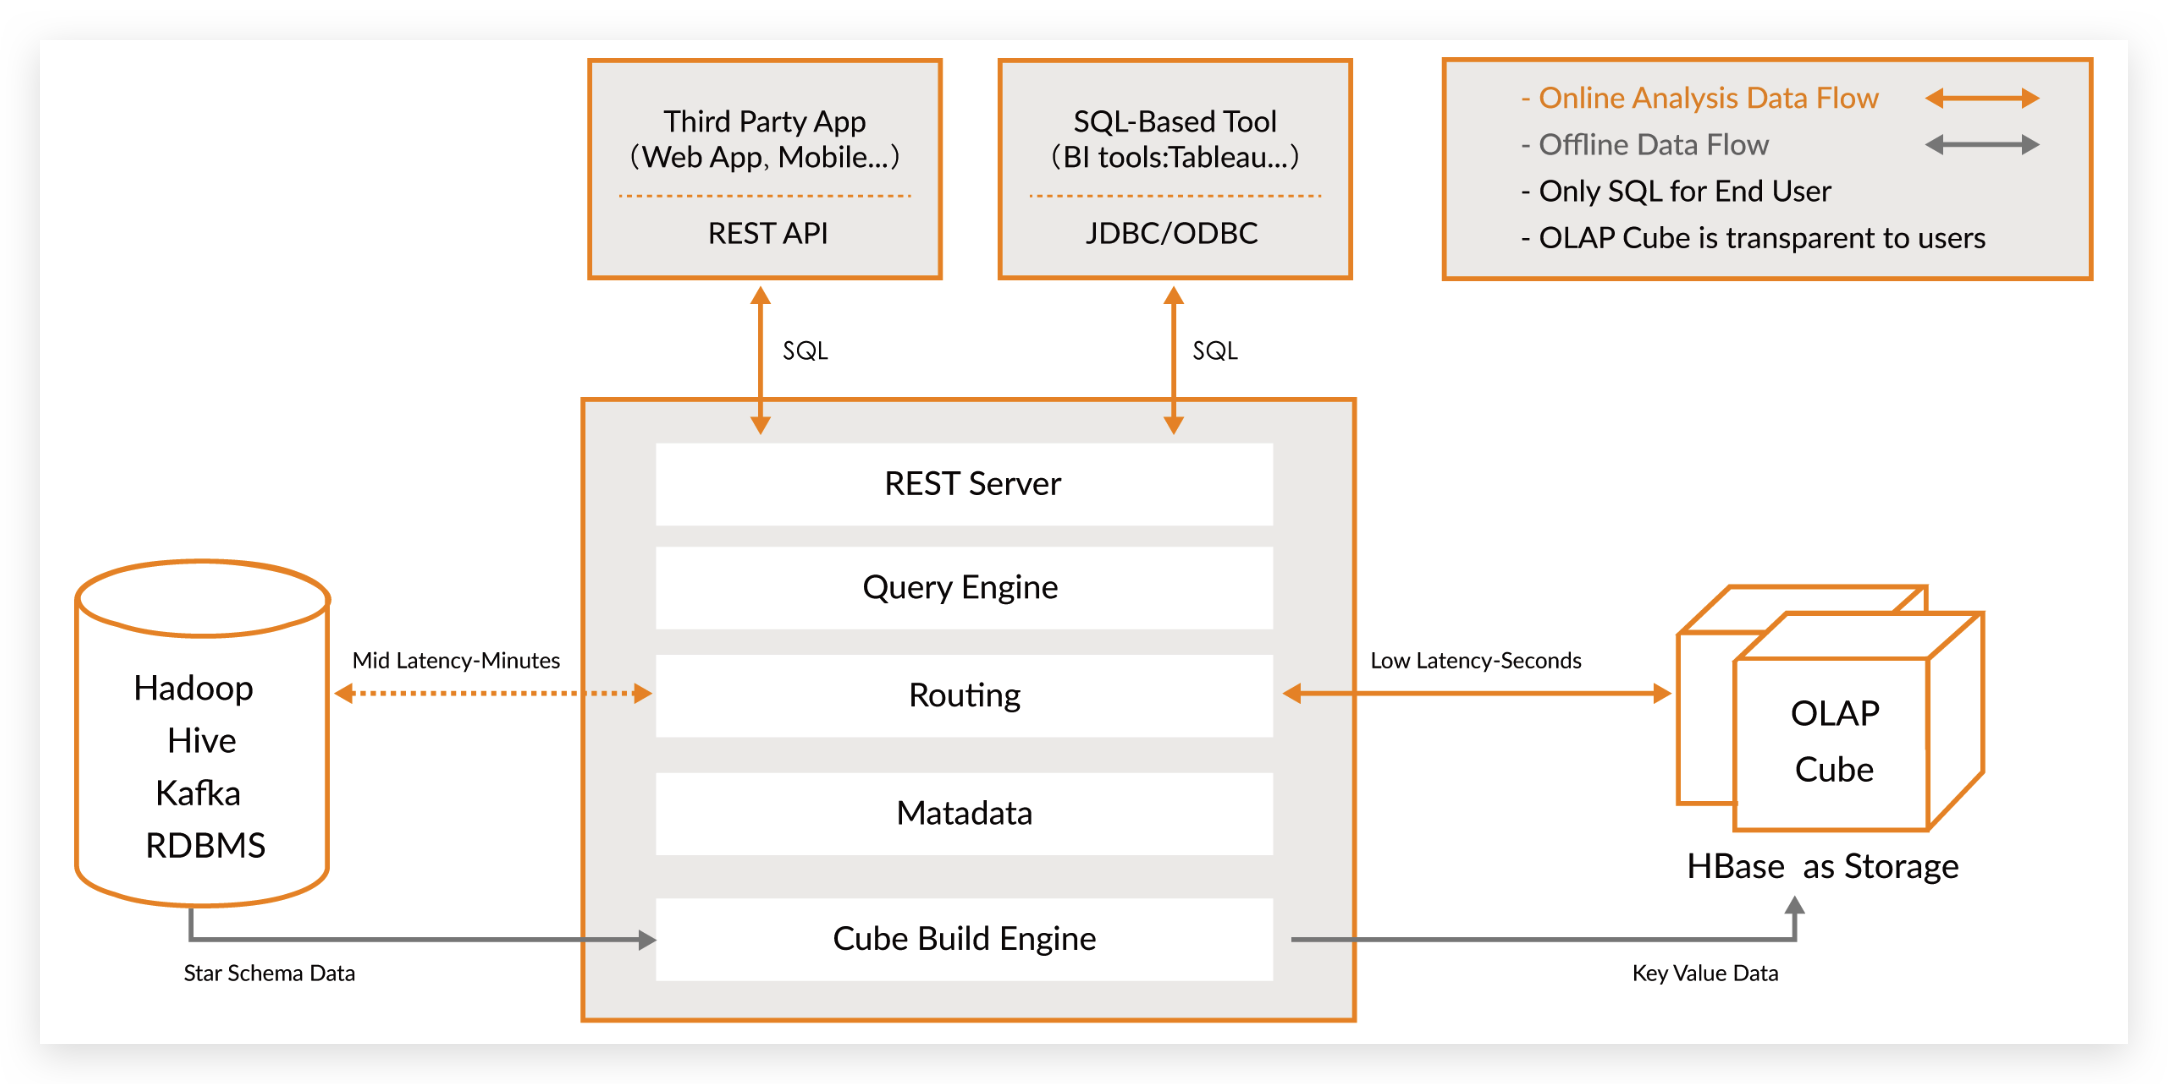 Third Party App
（Web App, Mobile...）
REST API
SQL-Based Tool
（BI tools:Tableau...）
JDBC/ODBC
- Online Analysis Data Flow
- Offline Data Flow
- Only SQL for End User
- OLAP Cube is transparent to users
SQL
SQL
REST Server
Query Engine
Routing
Matadata
Cube Build Engine
Mid Latency-Minutes
Low Latency-Seconds
Hadoop
Hive
Kafka
RDBMS
OLAP
Cube
HBase as Storage
Star Schema Data
Key Value Data